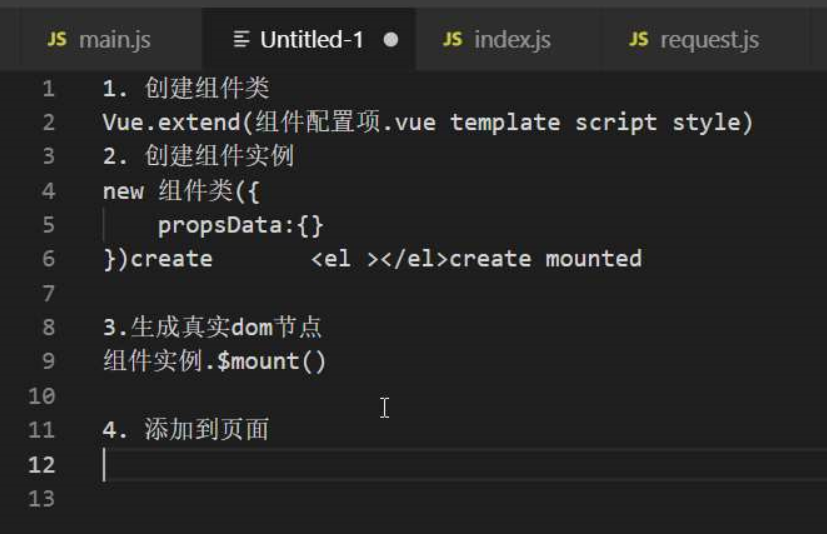 JS main.js Untitled-1 JS index.js JS request.js
1 1. 创建组件类
2 Vue.extend(组件配置项.vue template script style)
3 2. 创建组件实例
4 new 组件类({
5 propsData:{}
6 })create <el ></el>create mounted
7
8 3.生成真实dom节点
9 组件实例.$mount()
10
11 4. 添加到页面
12
13